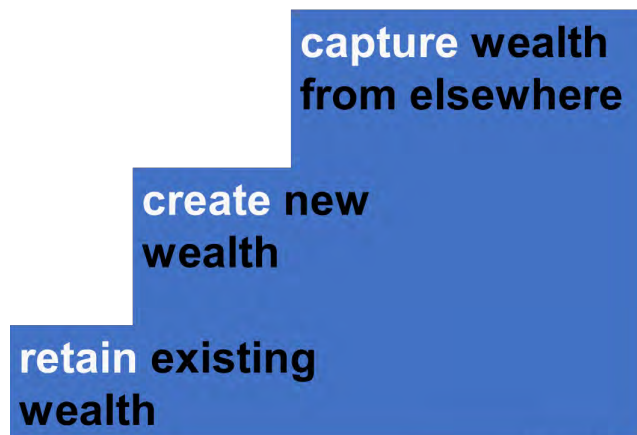 capture wealth
from elsewhere
create new
wealth
retain existing
wealth